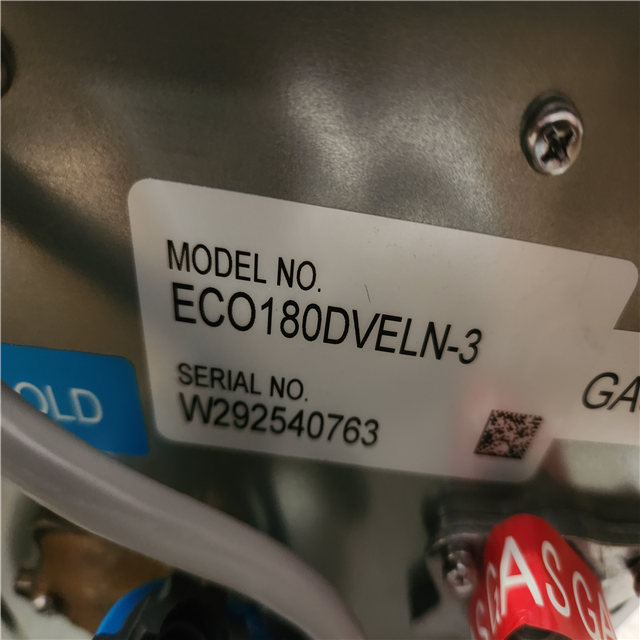 MODEL NO.
ECO180DVELN-3
SERIAL NO.
W292540763
OLD
GA
GAS GA